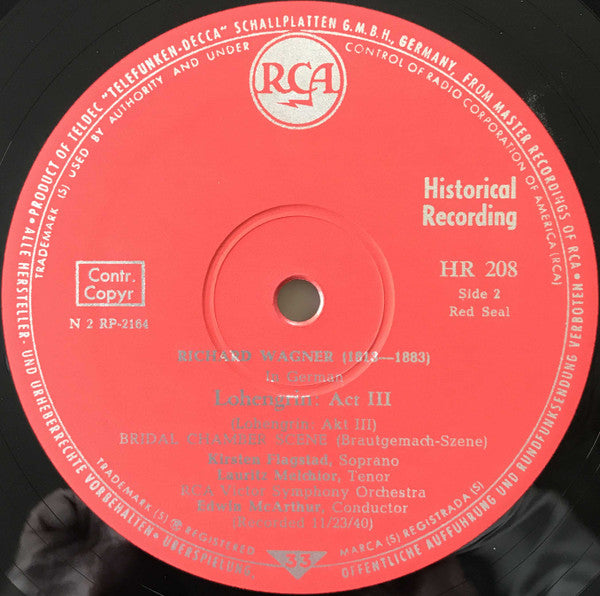 • PRODUCT OF TELDEC "TELEFUNKEN-DECCA" SCHALLPLATTEN G.M.B.H., GERMANY, FROM MASTER RECORDINGS OF RCA •
TRADEMARK (S) USED BY AUTHORITY AND UNDER CONTROL OF RADIO CORPORATION OF AMERICA (RCA)
RCA
Historical
Recording
HR 208
Side 2
Red Seal
Contr.
Copyr
N 2 RP-2164
RICHARD WAGNER (1813—1883)
in German
Lohengrin: Act III
(Lohengrin: Akt III)
BRIDAL CHAMBER SCENE (Brautgemach-Szene)
Kirsten Flagstad, Soprano
Lauritz Melchior, Tenor
RCA Victor Symphony Orchestra
Edwin McArthur, Conductor
(Recorded 11/23/40)
TRADEMARK (S) ® REGISTERED
33
MARCA (S) REGISTRADA (S)
• ALLE HERSTELLER- UND URHEBERRECHTE VORBEHALTEN • ÜBERSPIELUNG, ÖFFENTLICHE AUFFÜHRUNG UND RUNDFUNKSENDUNG VERBOTEN •